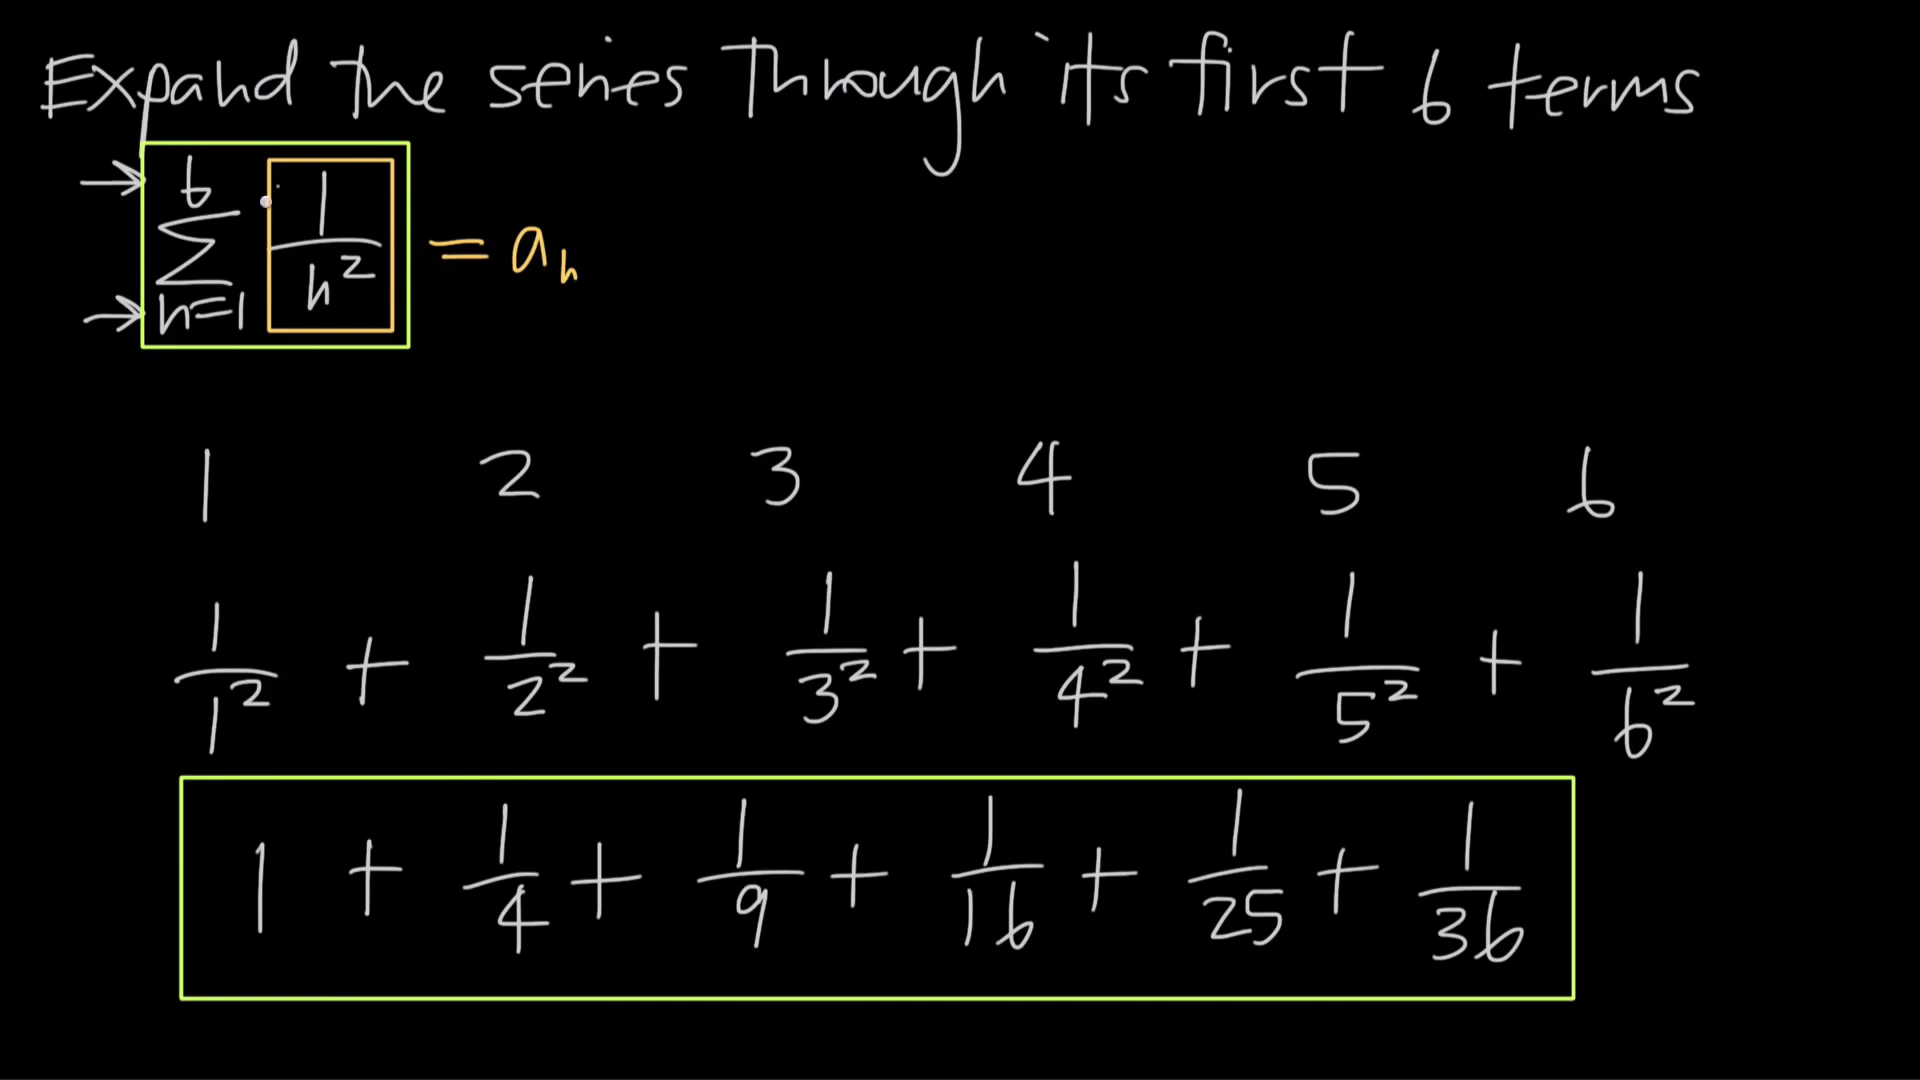 Expand the series through its first 6 terms
6
∑ 1/n² = aₙ
n=1
1 2 3 4 5 6
1/1² + 1/2² + 1/3² + 1/4² + 1/5² + 1/6²
1 + 1/4 + 1/9 + 1/16 + 1/25 + 1/36